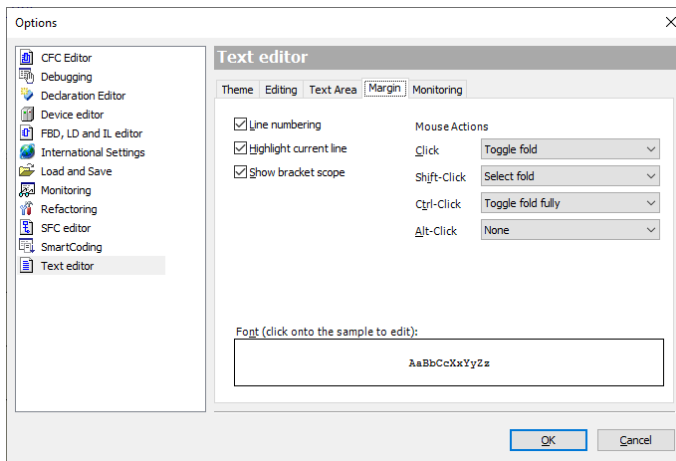 Options
CFC Editor
Debugging
Declaration Editor
Device editor
FBD, LD and IL editor
International Settings
Load and Save
Monitoring
Refactoring
SFC editor
SmartCoding
Text editor
Text editor
Theme Editing Text Area Margin Monitoring
Line numbering
Highlight current line
Show bracket scope
Mouse Actions
Click Toggle fold
Shift-Click Select fold
Ctrl-Click Toggle fold fully
Alt-Click None
Font (click onto the sample to edit):
AaBbCcXxYyZz
OK Cancel